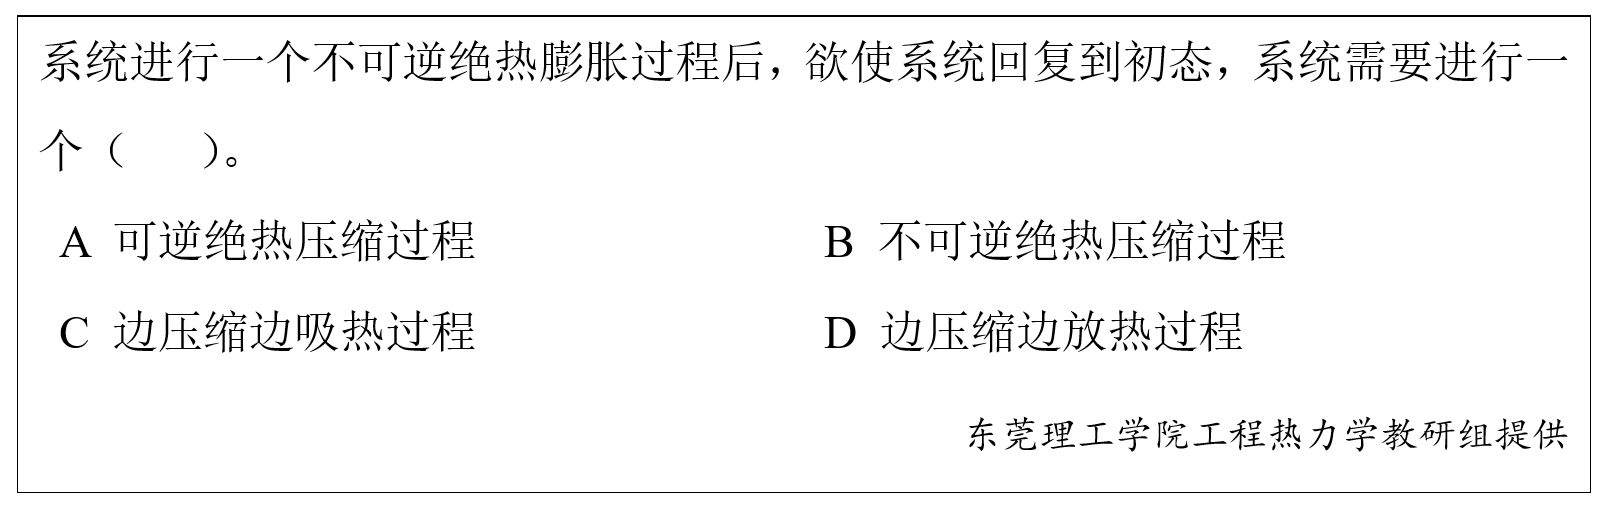 系统进行一个不可逆绝热膨胀过程后，欲使系统回复到初态，系统需要进行一
个（　　）。
A 可逆绝热压缩过程　B 不可逆绝热压缩过程
C 边压缩边吸热过程　D 边压缩边放热过程
东莞理工学院工程热力学教研组提供